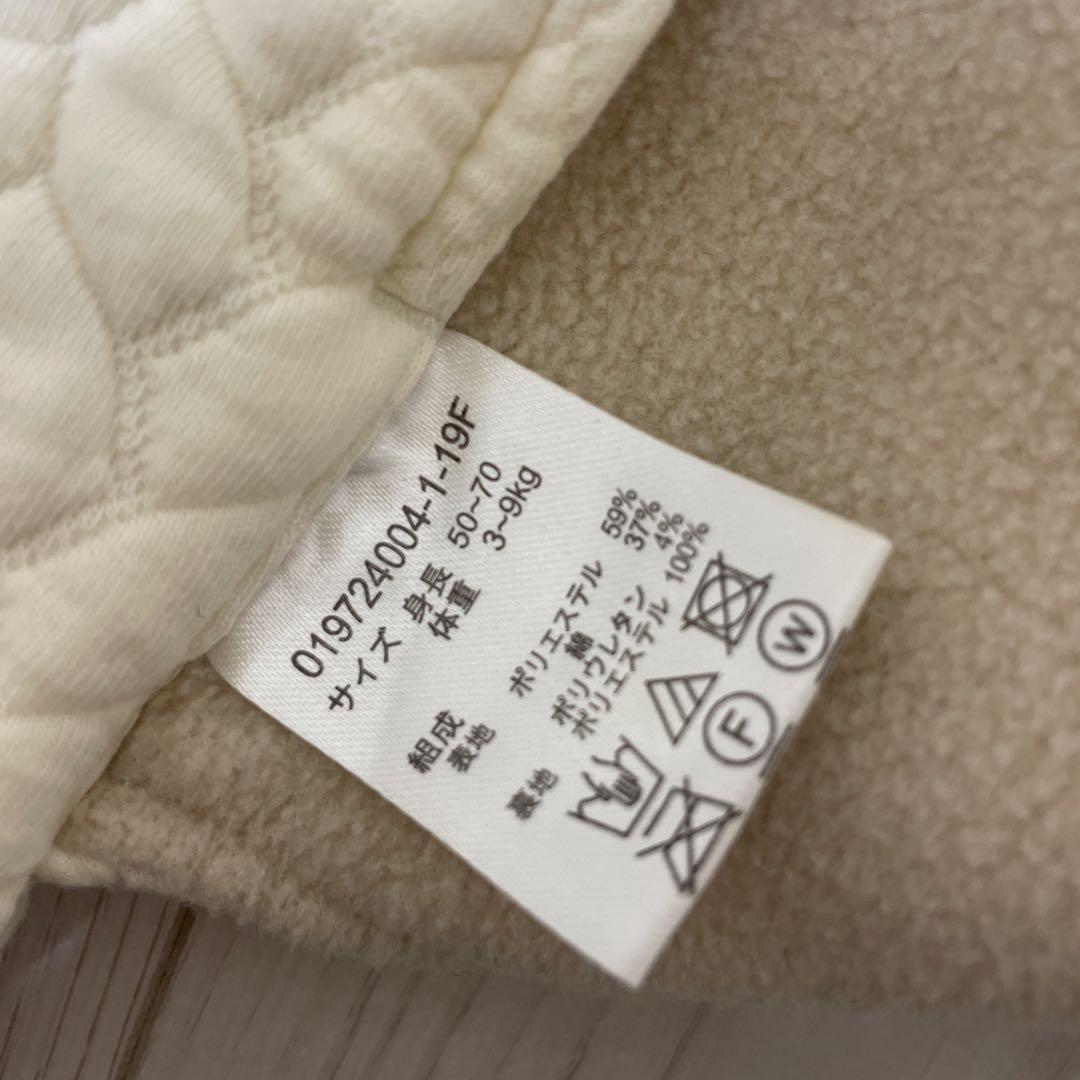 019724004-1-19F
サイズ 身長 50~70
体重 3~9kg
組成
表地 ポリエステル 59%
綿 37%
ポリウレタン 4%
裏地 ポリエステル 100%
W
F